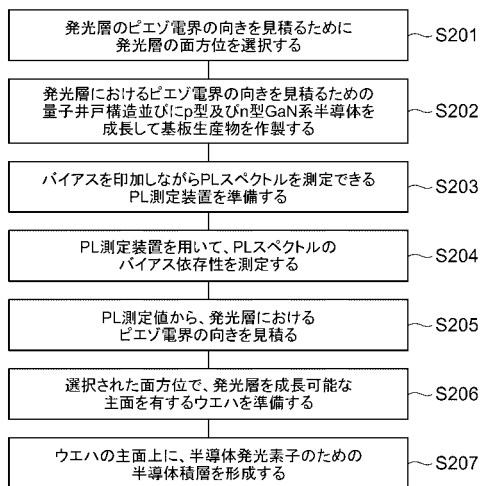 発光層のピエゾ電界の向きを見積るために
発光層の面方位を選択する
S201
発光層におけるピエゾ電界の向きを見積るための
量子井戸構造並びにp型及びn型GaN系半導体を
成長して基板生産物を作製する
S202
バイアスを印加しながらPLスペクトルを測定できる
PL測定装置を準備する
S203
PL測定装置を用いて、PLスペクトルの
バイアス依存性を測定する
S204
PL測定値から、発光層における
ピエゾ電界の向きを見積る
S205
選択された面方位で、発光層を成長可能な
主面を有するウエハを準備する
S206
ウエハの主面上に、半導体発光素子のための
半導体積層を形成する
S207